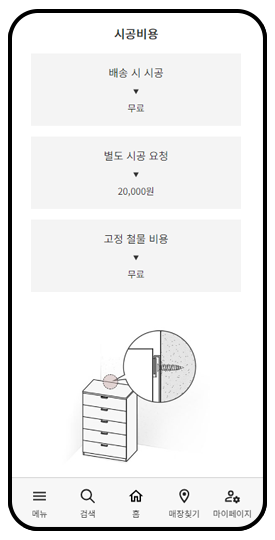 시공비용
배송 시 시공
▼
무료
별도 시공 요청
▼
20,000원
고정 철물 비용
▼
무료
메뉴
검색
홈
매장찾기
마이페이지